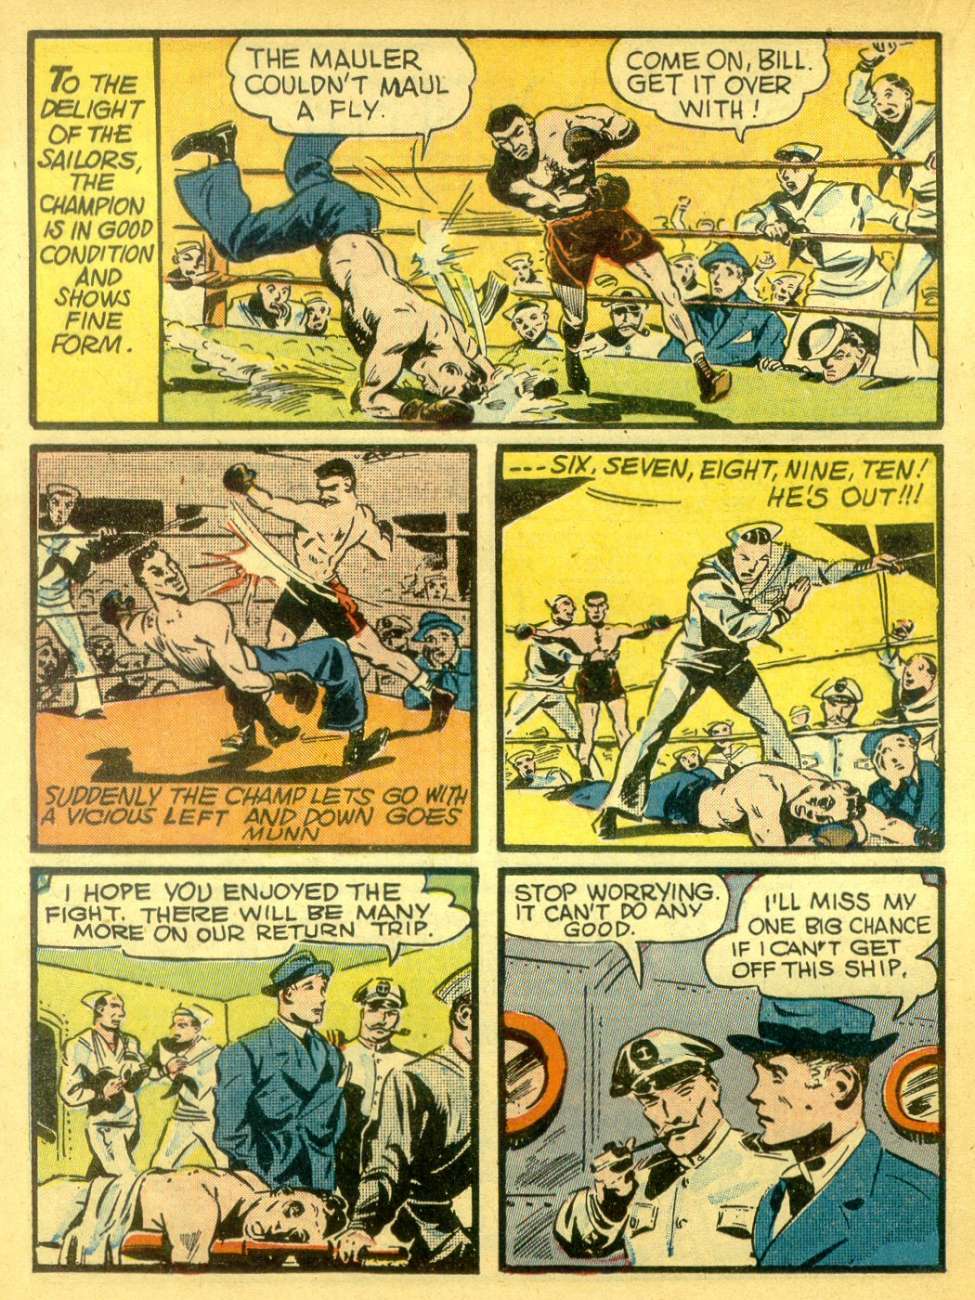 TO THE
DELIGHT
OF THE
SAILORS,
THE
CHAMPION
IS IN GOOD
CONDITION
AND
SHOWS
FINE
FORM.
THE MAULER
COULDN'T MAUL
A FLY.
COME ON, BILL.
GET IT OVER
WITH!
SUDDENLY THE CHAMP LETS GO WITH
A VICIOUS LEFT AND DOWN GOES
MUNN
---SIX, SEVEN, EIGHT, NINE, TEN!
HE'S OUT!!!
I HOPE YOU ENJOYED THE
FIGHT. THERE WILL BE MANY
MORE ON OUR RETURN TRIP.
STOP WORRYING.
IT CAN'T DO ANY
GOOD.
I'LL MISS MY
ONE BIG CHANCE
IF I CAN'T GET
OFF THIS SHIP.